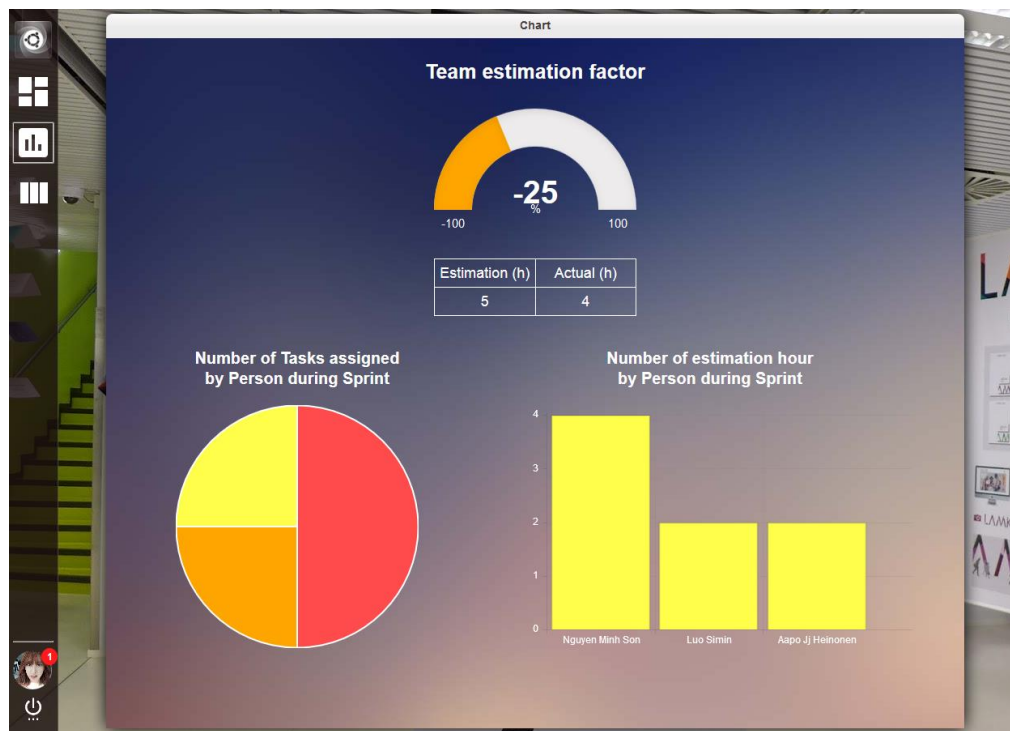 Chart
Team estimation factor
-25
%
-100
100
Estimation (h)
Actual (h)
5
4
Number of Tasks assigned
by Person during Sprint
Number of estimation hour
by Person during Sprint
4
3
2
1
0
Nguyen Minh Son
Luo Simin
Aapo Jj Heinonen
1